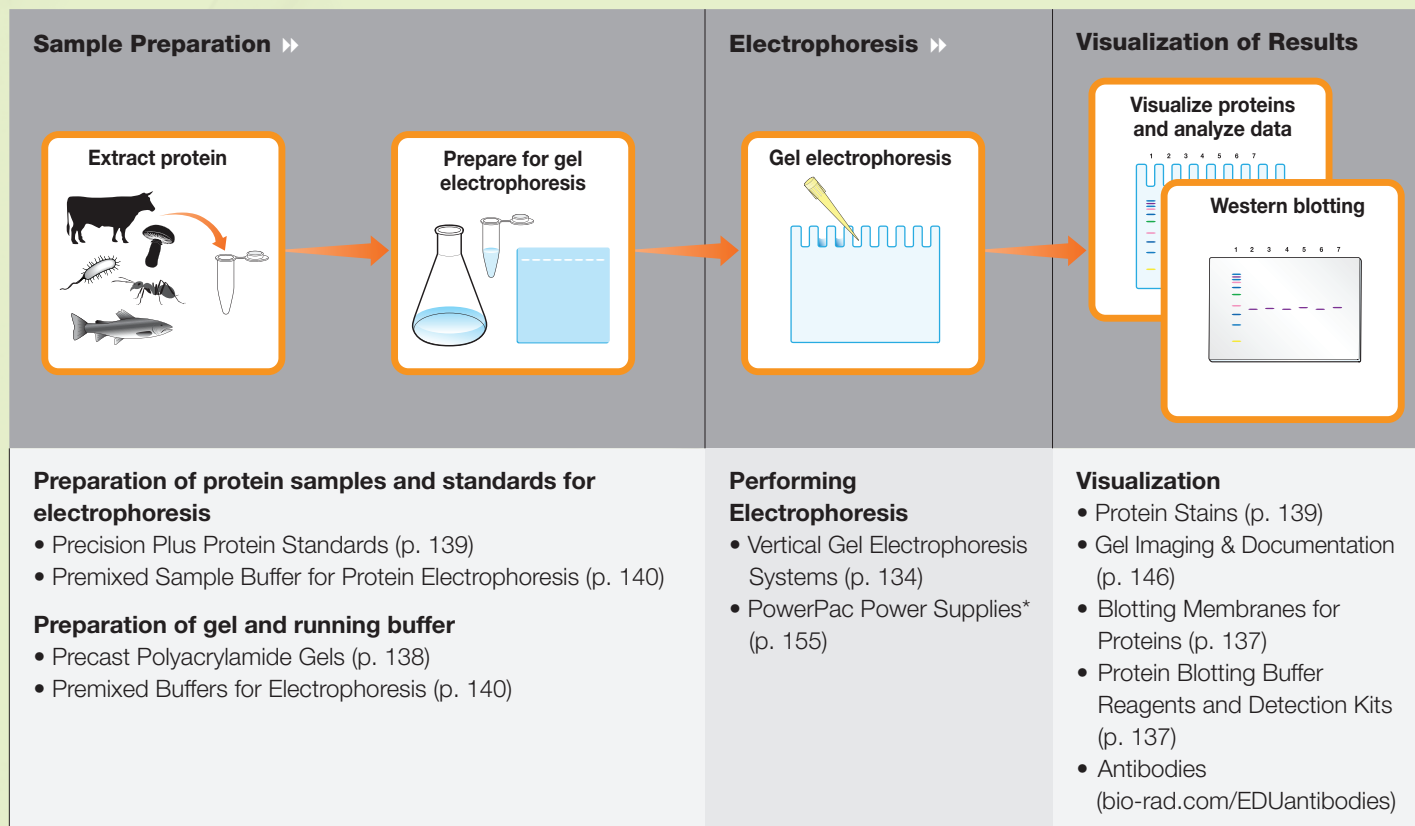 Sample Preparation
Extract protein
Prepare for gel
electrophoresis
Electrophoresis
Gel electrophoresis
Visualization of Results
Visualize proteins
and analyze data
1 2 3 4 5 6 7
Western blotting
1 2 3 4 5 6 7
Preparation of protein samples and standards for
electrophoresis
• Precision Plus Protein Standards (p. 139)
• Premixed Sample Buffer for Protein Electrophoresis (p. 140)
Preparation of gel and running buffer
• Precast Polyacrylamide Gels (p. 138)
• Premixed Buffers for Electrophoresis (p. 140)
Performing
Electrophoresis
• Vertical Gel Electrophoresis
Systems (p. 134)
• PowerPac Power Supplies*
(p. 155)
Visualization
• Protein Stains (p. 139)
• Gel Imaging & Documentation
(p. 146)
• Blotting Membranes for
Proteins (p. 137)
• Protein Blotting Buffer
Reagents and Detection Kits
(p. 137)
• Antibodies
(bio-rad.com/EDUantibodies)